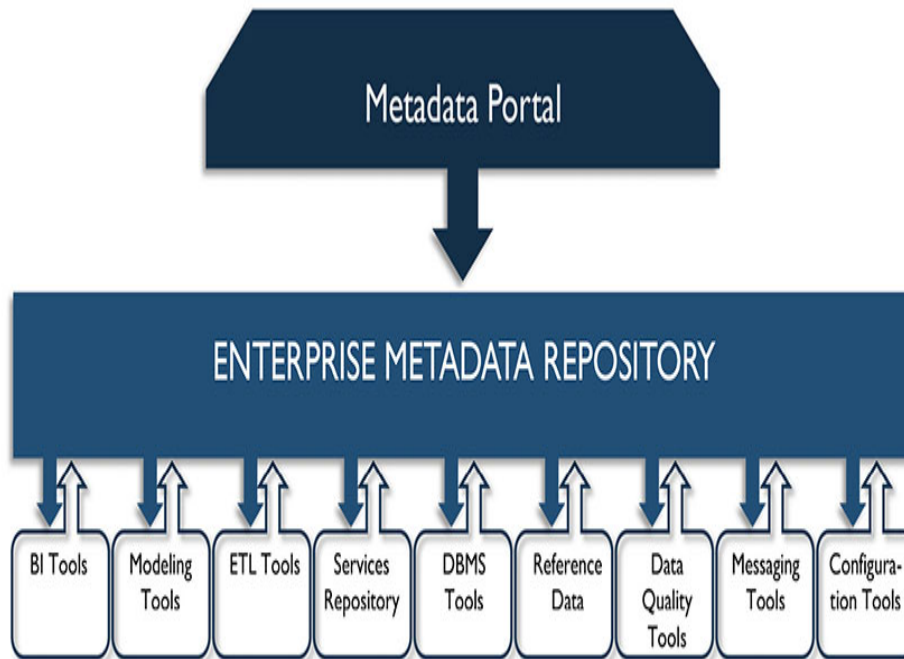 Metadata Portal
ENTERPRISE METADATA REPOSITORY
BI Tools
Modeling
Tools
ETL Tools
Services
Repository
DBMS
Tools
Reference
Data
Data
Quality
Tools
Messaging
Tools
Configura-
tion Tools